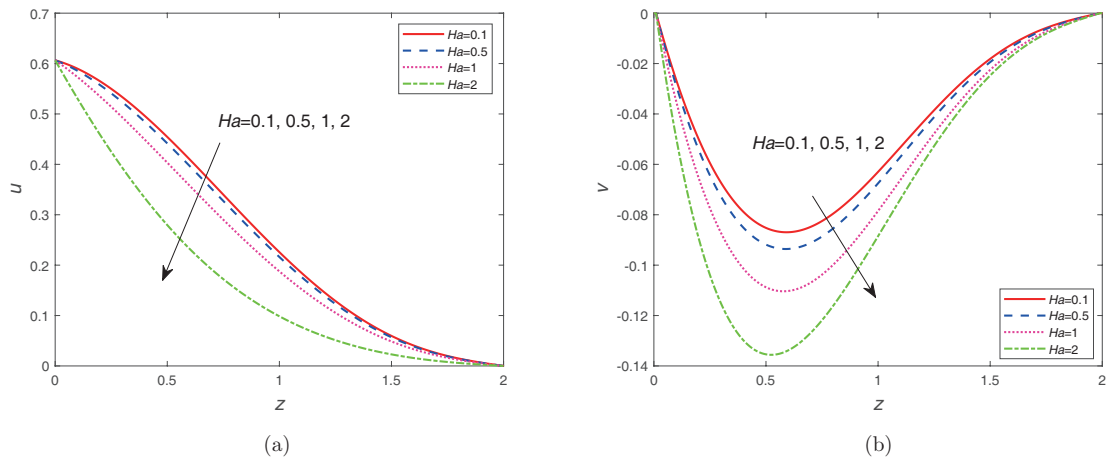 0.7
0.6
0.5
0.4
0.3
0.2
0.1
0
u
0
0.5
1
1.5
2
z
Ha=0.1
Ha=0.5
Ha=1
Ha=2
Ha=0.1, 0.5, 1, 2
(a)
0
-0.02
-0.04
-0.06
-0.08
-0.1
-0.12
-0.14
v
0
0.5
1
1.5
2
z
Ha=0.1, 0.5, 1, 2
Ha=0.1
Ha=0.5
Ha=1
Ha=2
(b)